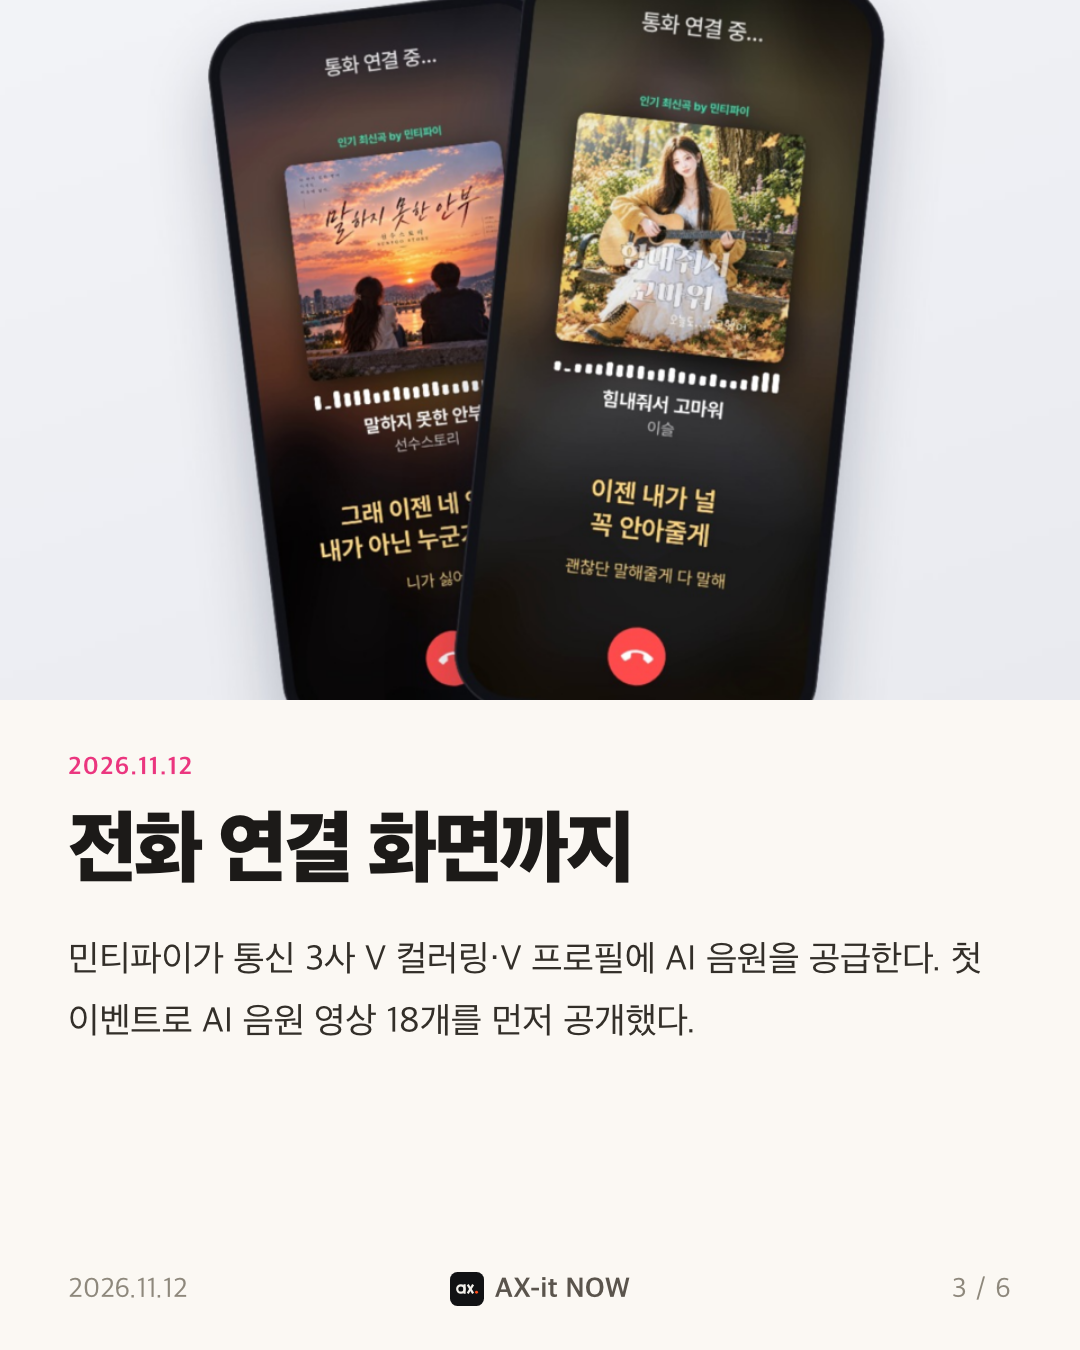 통화 연결 중...
인기 최신곡 by 민티파이
말하지 못한 안부
말하지 못한 안부
선수스토리
그래 이젠 네
내가 아닌 누군
니가 싫어
통화 연결 중...
인기 최신곡 by 민티파이
힘내줘서
고마워
힘내줘서 고마워
이슬
이젠 내가 널
꼭 안아줄게
괜찮단 말해줄게 다 말해
2026.11.12
전화 연결 화면까지
민티파이가 통신 3사 V 컬러링·V 프로필에 AI 음원을 공급한다. 첫
이벤트로 AI 음원 영상 18개를 먼저 공개했다.
2026.11.12
ax.
AX-it NOW
3 / 6